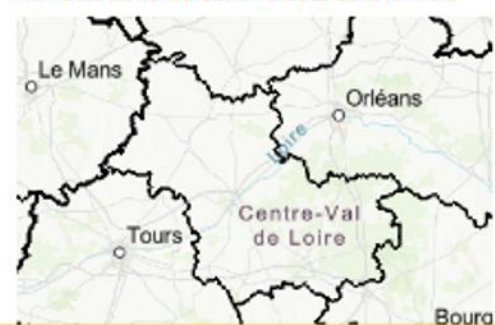 Le Mans
Orléans
Loire
Centre-Val
de Loire
Tours
Bourg